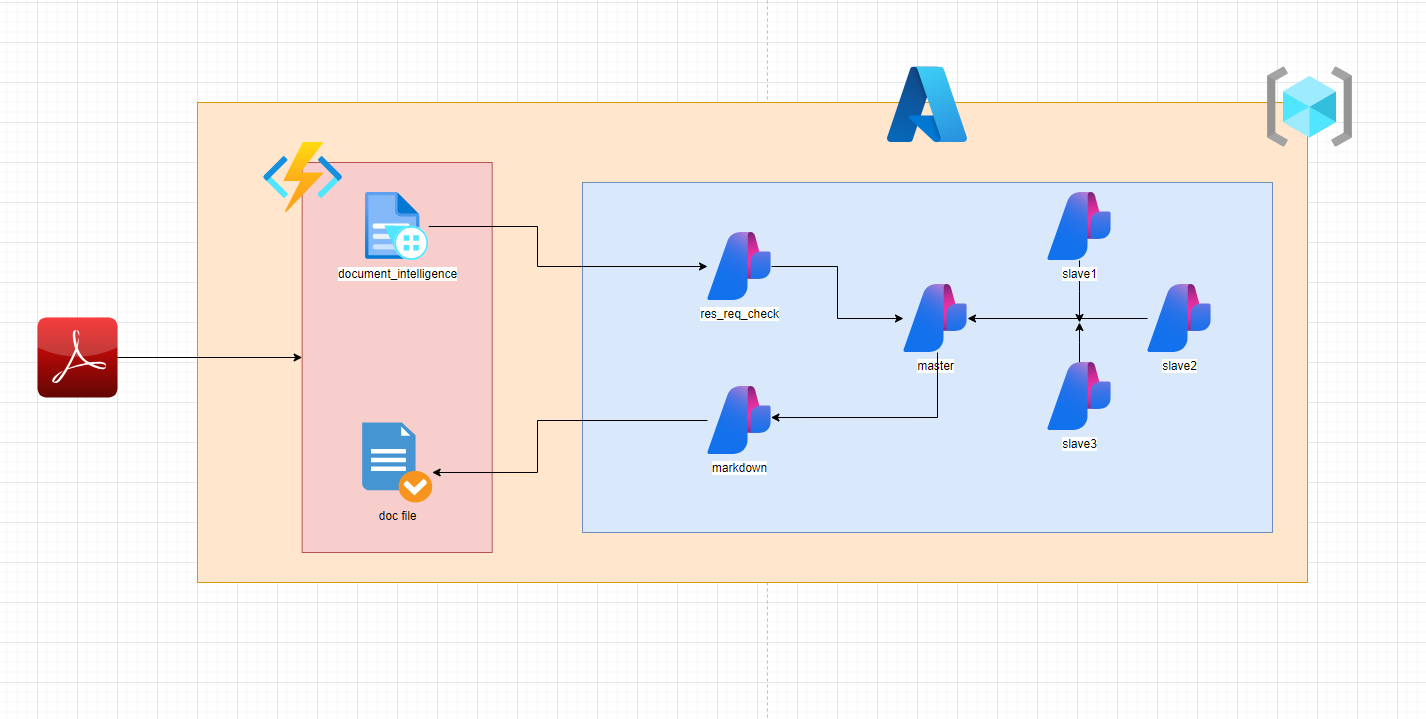 document_intelligence
res_req_check
slave1
master
slave2
slave3
markdown
doc file